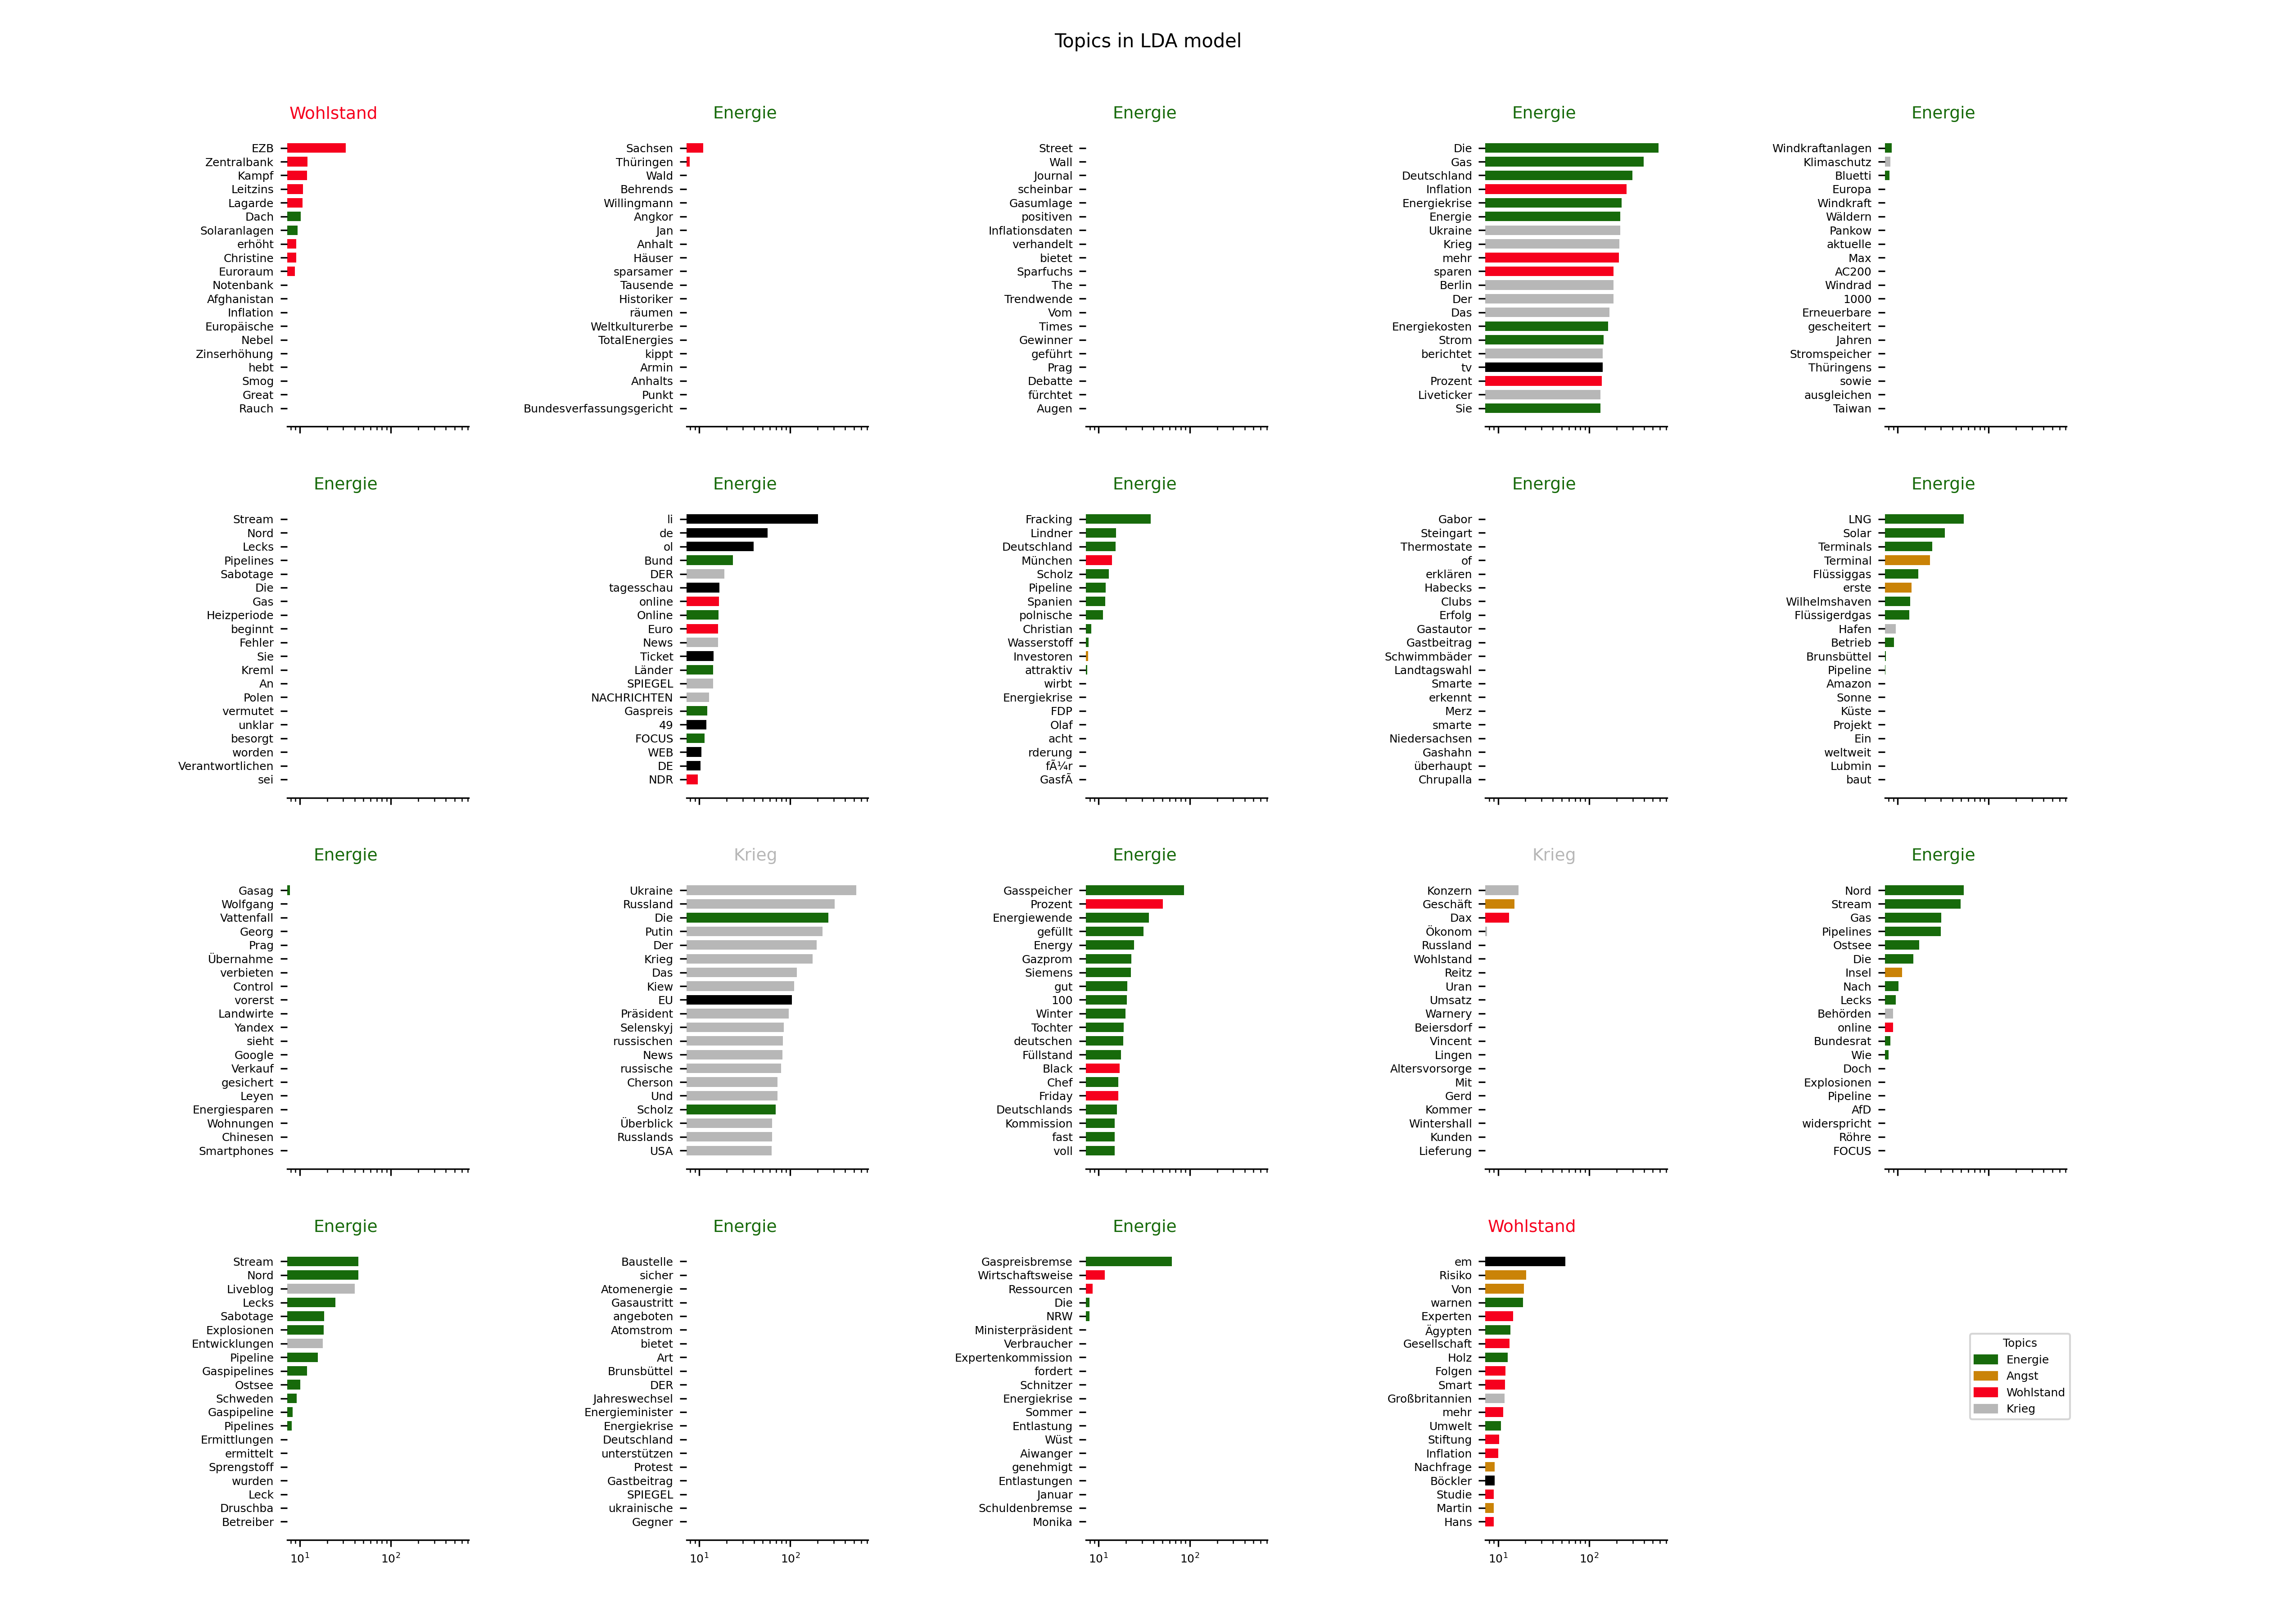 Topics in LDA model
Wohlstand
EZB
Zentralbank
Kampf
Leitzins
Lagarde
Dach
Solaranlagen
erhöht
Christine
Euroraum
Notenbank
Afghanistan
Inflation
Europäische
Nebel
Zinserhöhung
hebt
Smog
Great
Rauch
Energie
Sachsen
Thüringen
Wald
Behrends
Willingmann
Angkor
Jan
Anhalt
Häuser
sparsamer
Tausende
Historiker
räumen
Weltkulturerbe
TotalEnergies
kippt
Armin
Anhalts
Punkt
Bundesverfassungsgericht
Energie
Street
Wall
Journal
scheinbar
Gasumlage
positiven
Inflationsdaten
verhandelt
bietet
Sparfuchs
The
Trendwende
Vom
Times
Gewinner
geführt
Prag
Debatte
fürchtet
Augen
Energie
Die
Gas
Deutschland
Inflation
Energiekrise
Energie
Ukraine
Krieg
mehr
sparen
Berlin
Der
Das
Energiekosten
Strom
berichtet
tv
Prozent
Liveticker
Sie
Energie
Windkraftanlagen
Klimaschutz
Bluetti
Europa
Windkraft
Wäldern
Pankow
aktuelle
Max
AC200
Windrad
1000
Erneuerbare
gescheitert
Jahren
Stromspeicher
Thüringens
sowie
ausgleichen
Taiwan
Energie
Stream
Nord
Lecks
Pipelines
Sabotage
Die
Gas
Heizperiode
beginnt
Fehler
Sie
Kreml
An
Polen
vermutet
unklar
besorgt
worden
Verantwortlichen
sei
Energie
li
de
ol
Bund
DER
tagesschau
online
Online
Euro
News
Ticket
Länder
SPIEGEL
NACHRICHTEN
Gaspreis
49
FOCUS
WEB
DE
NDR
Energie
Fracking
Lindner
Deutschland
München
Scholz
Pipeline
Spanien
polnische
Christian
Wasserstoff
Investoren
attraktiv
wirbt
Energiekrise
FDP
Olaf
acht
rderung
fÃ¼r
GasfÃ
Energie
Gabor
Steingart
Thermostate
of
erklären
Habecks
Clubs
Erfolg
Gastautor
Gastbeitrag
Schwimmbäder
Landtagswahl
Smarte
erkennt
Merz
smarte
Niedersachsen
Gashahn
überhaupt
Chrupalla
Energie
LNG
Solar
Terminals
Terminal
Flüssiggas
erste
Wilhelmshaven
Flüssigerdgas
Hafen
Betrieb
Brunsbüttel
Pipeline
Amazon
Sonne
Küste
Projekt
Ein
weltweit
Lubmin
baut
Energie
Gasag
Wolfgang
Vattenfall
Georg
Prag
Übernahme
verbieten
Control
vorerst
Landwirte
Yandex
sieht
Google
Verkauf
gesichert
Leyen
Energiesparen
Wohnungen
Chinesen
Smartphones
Krieg
Ukraine
Russland
Die
Putin
Der
Krieg
Das
Kiew
EU
Präsident
Selenskyj
russischen
News
russische
Cherson
Und
Scholz
Überblick
Russlands
USA
Energie
Gasspeicher
Prozent
Energiewende
gefüllt
Energy
Gazprom
Siemens
gut
100
Winter
Tochter
deutschen
Füllstand
Black
Chef
Friday
Deutschlands
Kommission
fast
voll
Krieg
Konzern
Geschäft
Dax
Ökonom
Russland
Wohlstand
Reitz
Uran
Umsatz
Warnery
Beiersdorf
Vincent
Lingen
Altersvorsorge
Mit
Gerd
Kommer
Wintershall
Kunden
Lieferung
Energie
Nord
Stream
Gas
Pipelines
Ostsee
Die
Insel
Nach
Lecks
Behörden
online
Bundesrat
Wie
Doch
Explosionen
Pipeline
AfD
widerspricht
Röhre
FOCUS
Energie
Stream
Nord
Liveblog
Lecks
Sabotage
Explosionen
Entwicklungen
Pipeline
Gaspipelines
Ostsee
Schweden
Gaspipeline
Pipelines
Ermittlungen
ermittelt
Sprengstoff
wurden
Leck
Druschba
Betreiber
10¹ 10²
Energie
Baustelle
sicher
Atomenergie
Gasaustritt
angeboten
Atomstrom
bietet
Art
Brunsbüttel
DER
Jahreswechsel
Energieminister
Energiekrise
Deutschland
unterstützen
Protest
Gastbeitrag
SPIEGEL
ukrainische
Gegner
10¹ 10²
Energie
Gaspreisbremse
Wirtschaftsweise
Ressourcen
Die
NRW
Ministerpräsident
Verbraucher
Expertenkommission
fordert
Schnitzer
Energiekrise
Sommer
Entlastung
Wüst
Aiwanger
genehmigt
Entlastungen
Januar
Schuldenbremse
Monika
10¹ 10²
Wohlstand
em
Risiko
Von
warnen
Experten
Ägypten
Gesellschaft
Holz
Folgen
Smart
Großbritannien
mehr
Umwelt
Stiftung
Inflation
Nachfrage
Böckler
Studie
Martin
Hans
10¹ 10²
Topics
Energie
Angst
Wohlstand
Krieg